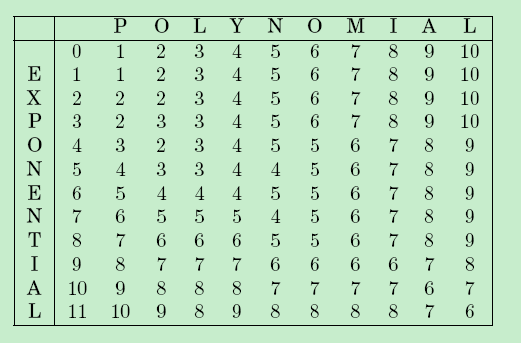 P O L Y N O M I A L
0 1 2 3 4 5 6 7 8 9 10
E 1 1 2 3 4 5 6 7 8 9 10
X 2 2 2 3 4 5 6 7 8 9 10
P 3 2 3 3 4 5 6 7 8 9 10
O 4 3 2 3 4 5 5 6 7 8 9
N 5 4 3 3 4 4 5 6 7 8 9
E 6 5 4 4 4 5 5 6 7 8 9
N 7 6 5 5 5 4 5 6 7 8 9
T 8 7 6 6 6 5 5 6 7 8 9
I 9 8 7 7 7 6 6 6 6 7 8
A 10 9 8 8 8 7 7 7 7 6 7
L 11 10 9 8 9 8 8 8 8 7 6